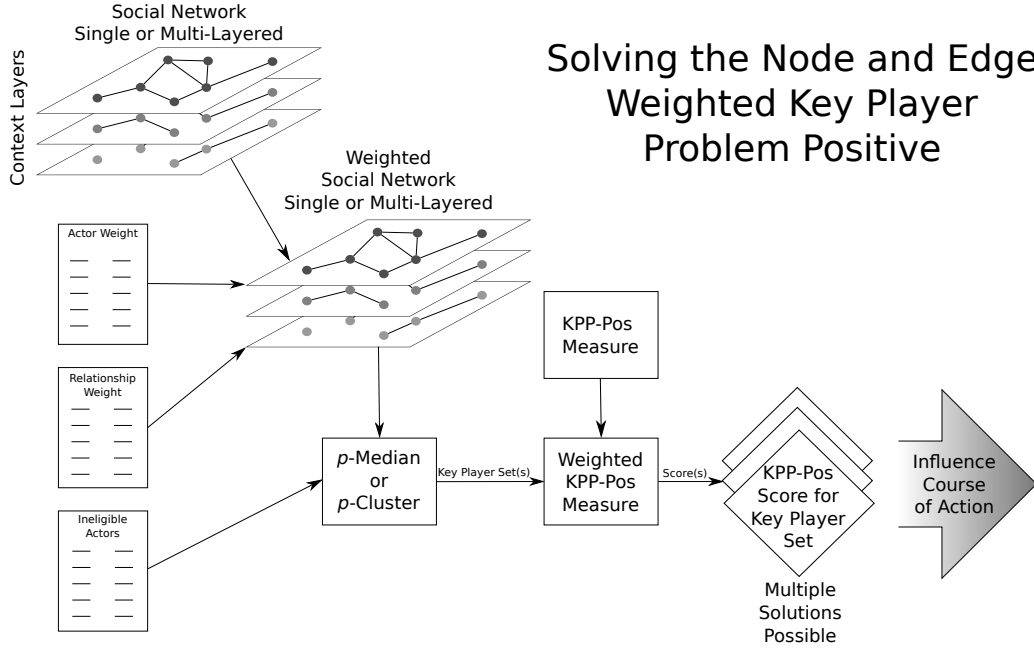 Social Network
Single or Multi-Layered
Context Layers
Solving the Node and Edge
Weighted Key Player
Problem Positive
Weighted
Social Network
Single or Multi-Layered
Actor Weight
Relationship
Weight
Ineligible
Actors
p-Median
or
p-Cluster
Key Player Set(s)
KPP-Pos
Measure
Weighted
KPP-Pos
Measure
Score(s)
KPP-Pos
Score for
Key Player
Set
Multiple
Solutions
Possible
Influence
Course
of Action